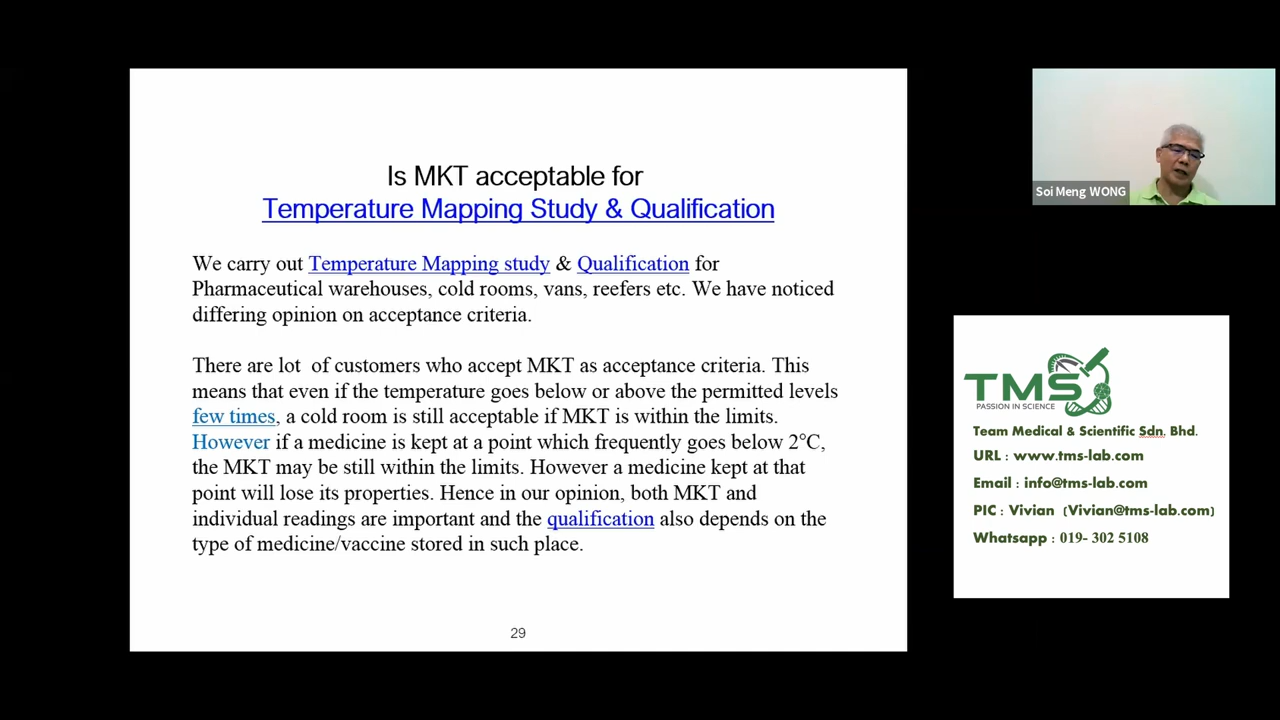 Is MKT acceptable for
Temperature Mapping Study & Qualification
We carry out Temperature Mapping study & Qualification for
Pharmaceutical warehouses, cold rooms, vans, reefers etc. We have noticed
differing opinion on acceptance criteria.
There are lot of customers who accept MKT as acceptance criteria. This
means that even if the temperature goes below or above the permitted levels
few times, a cold room is still acceptable if MKT is within the limits.
However if a medicine is kept at a point which frequently goes below 2°C,
the MKT may be still within the limits. However a medicine kept at that
point will lose its properties. Hence in our opinion, both MKT and
individual readings are important and the qualification also depends on the
type of medicine/vaccine stored in such place.
29
Soi Meng WONG
TMS
PASSION IN SCIENCE
Team Medical & Scientific Sdn. Bhd.
URL : www.tms-lab.com
Email : info@tms-lab.com
PIC : Vivian (Vivian@tms-lab.com)
Whatsapp : 019- 302 5108